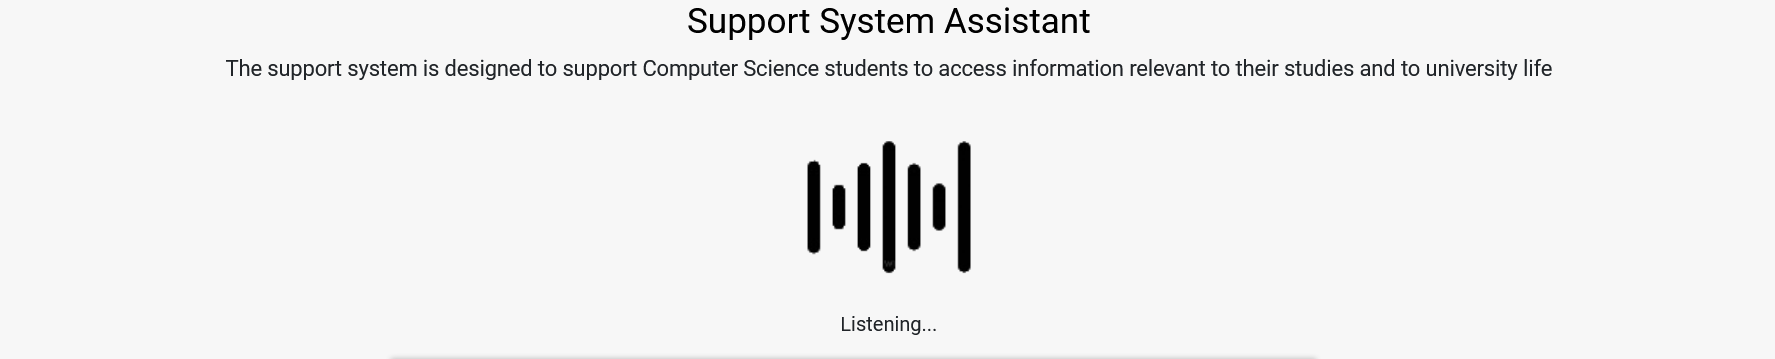 Support System Assistant
The support system is designed to support Computer Science students to access information relevant to their studies and to university life
Listening...